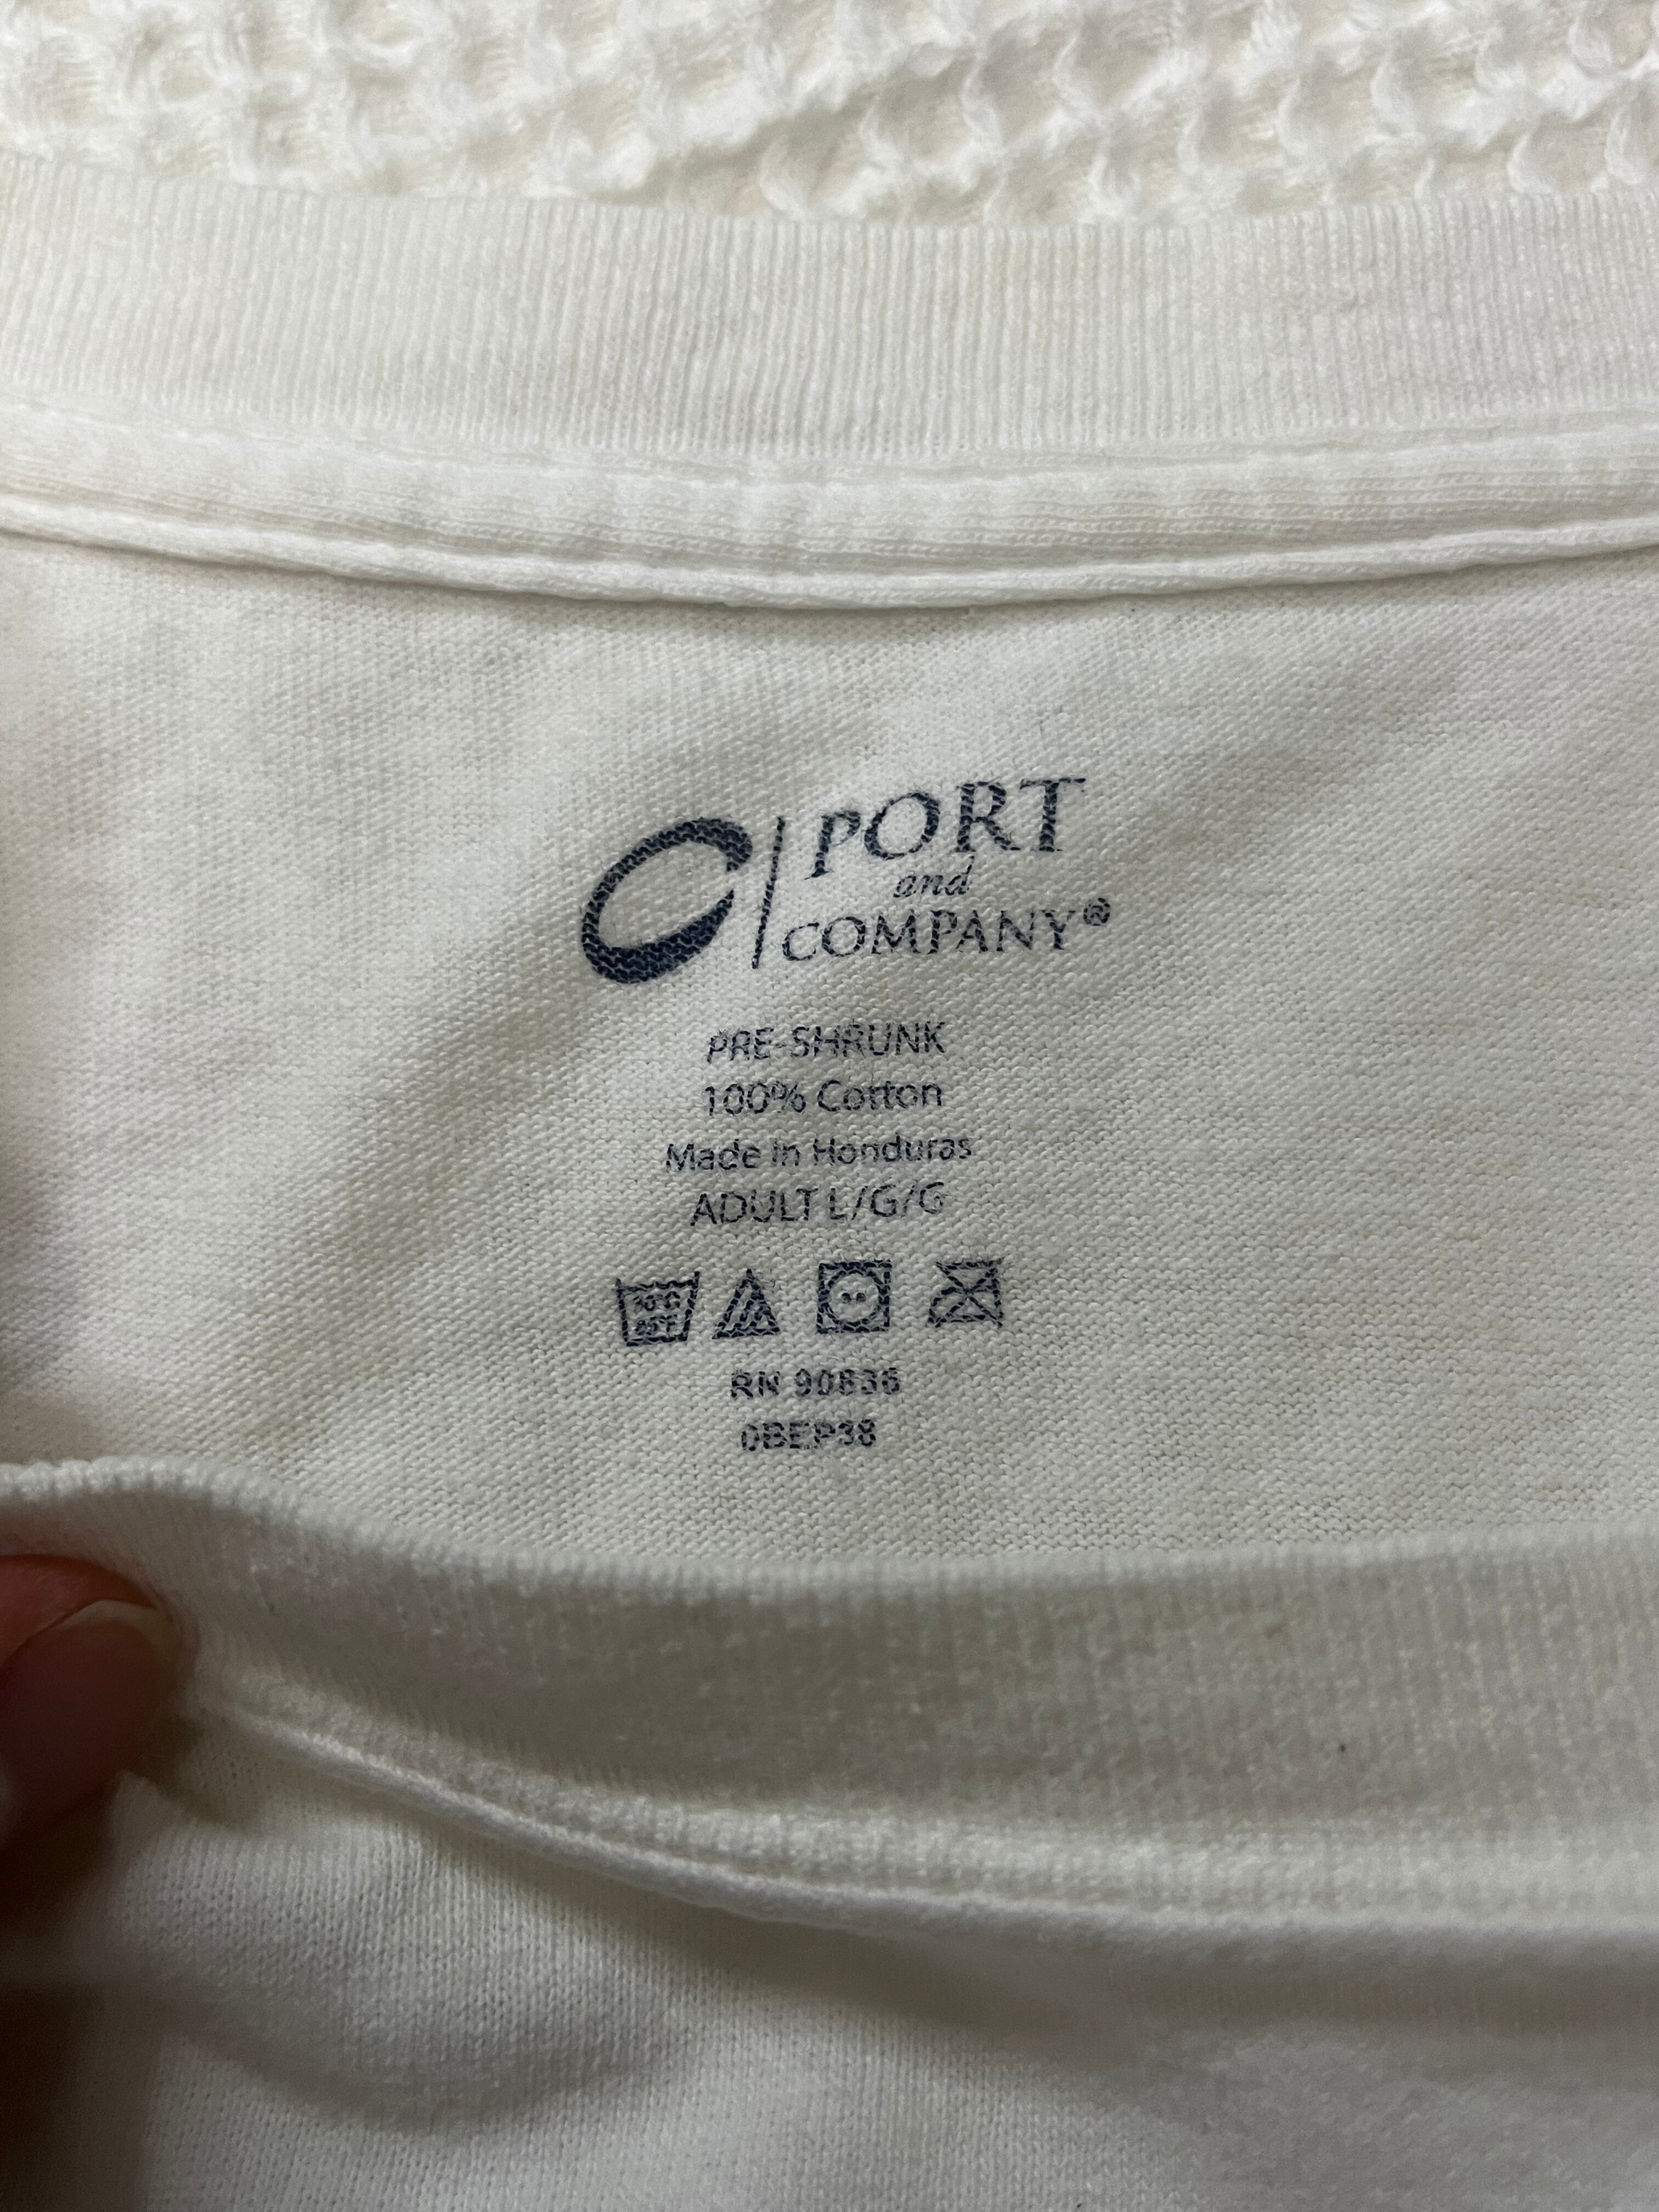 PORT
and
COMPANY®
PRE-SHRUNK
100% Cotton
Made in Honduras
ADULT L/G/G
RN 90836
0BEP38